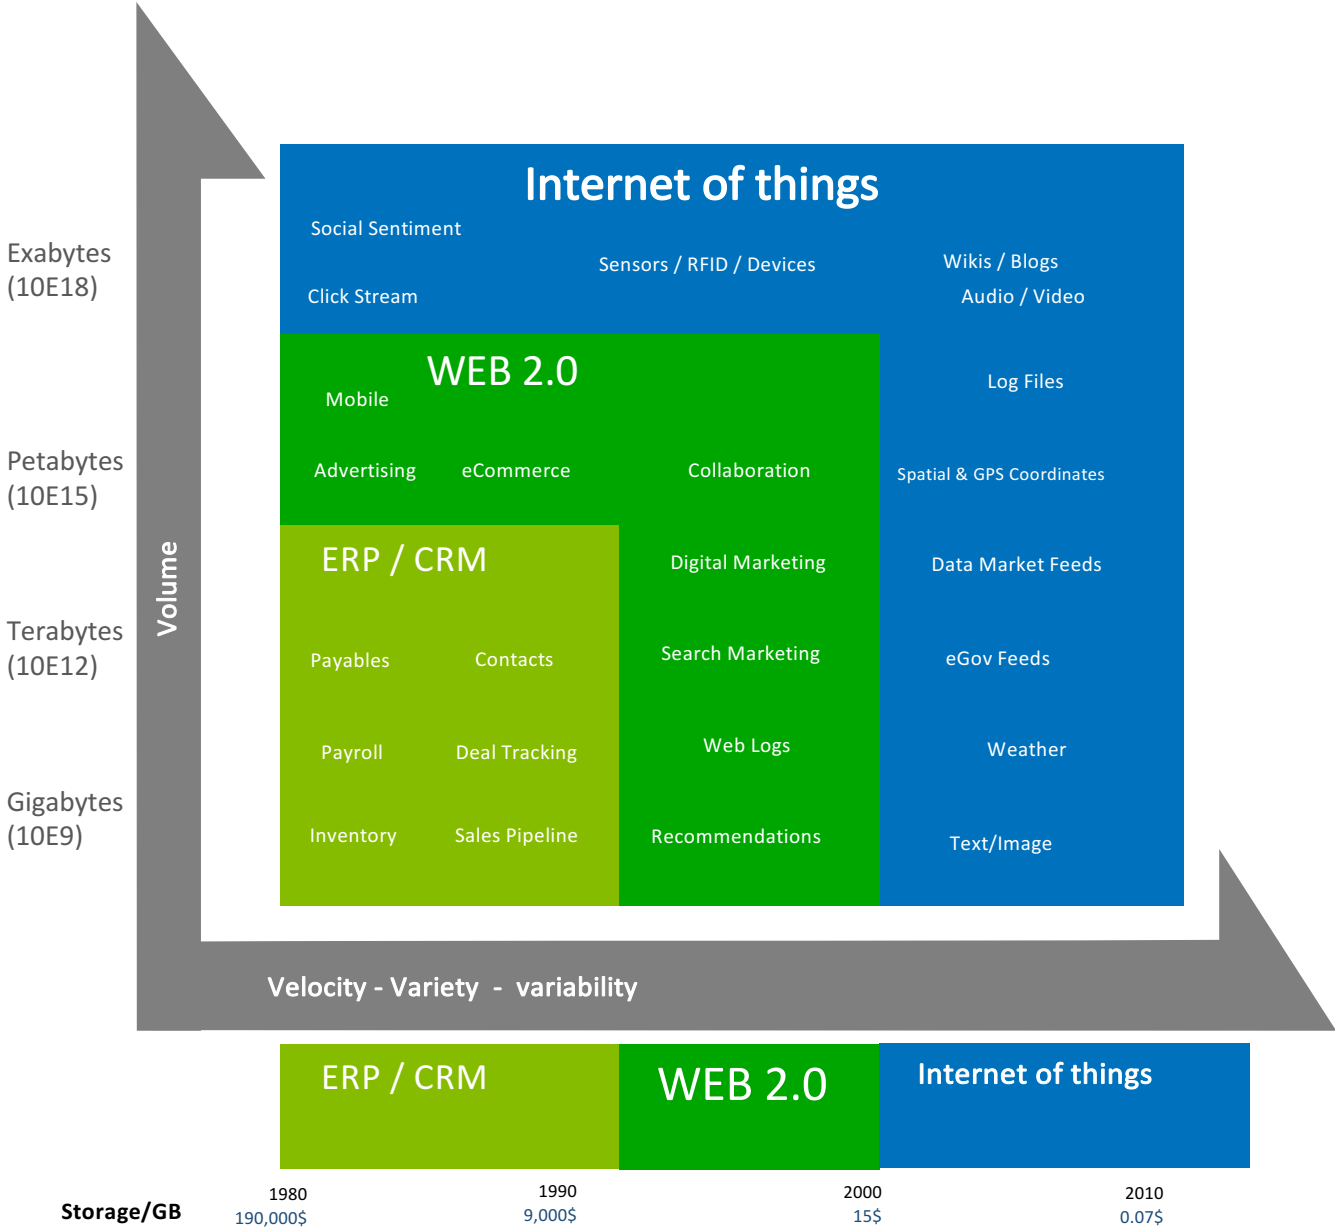 Internet of things
Social Sentiment
Sensors / RFID / Devices
Wikis / Blogs
Click Stream
Audio / Video
Exabytes
(10E18)
WEB 2.0
Mobile
Log Files
Petabytes
(10E15)
Advertising
eCommerce
Collaboration
Spatial & GPS Coordinates
ERP / CRM
Digital Marketing
Data Market Feeds
Volume
Terabytes
(10E12)
Payables
Contacts
Search Marketing
eGov Feeds
Payroll
Deal Tracking
Web Logs
Weather
Gigabytes
(10E9)
Inventory
Sales Pipeline
Recommendations
Text/Image
Velocity - Variety - variability
ERP / CRM
WEB 2.0
Internet of things
1980
1990
2000
2010
Storage/GB
190,000$
9,000$
15$
0.07$